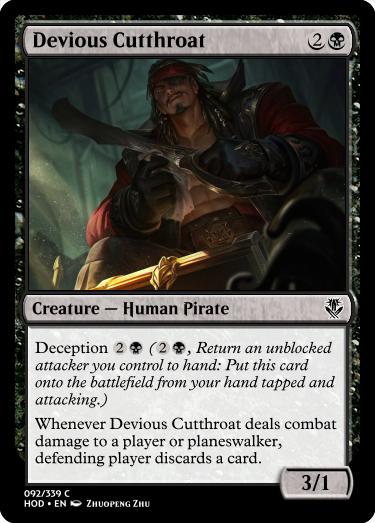 Devious Cutthroat 2
Creature — Human Pirate
Deception 2 (2, Return an unblocked
attacker you control to hand: Put this card
onto the battlefield from your hand tapped and
attacking.)
Whenever Devious Cutthroat deals combat
damage to a player or planeswalker,
defending player discards a card.
3/1
092/339 C
HOD • EN Zhuopeng Zhu